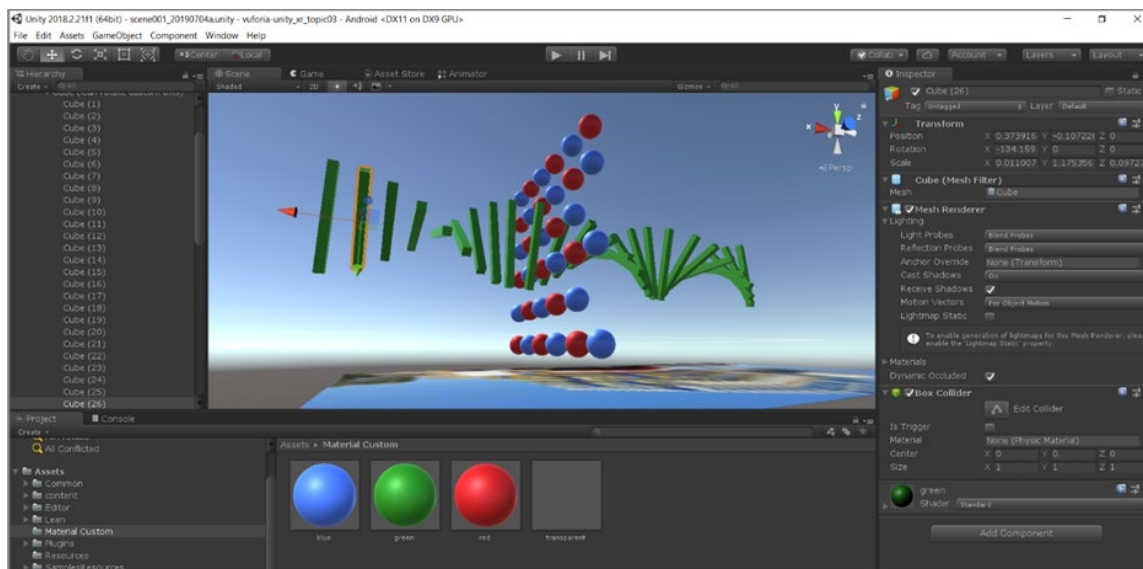 Unity 2018.2.21f1 (64bit) - scene001_20190704a.unity - vuforia-unity_xr_topic03 - Android <DX11 on DX9 GPU>
File Edit Assets GameObject Component Window Help
Center Local Collab Account Layers Layout
Hierarchy
Create
Cube (1)
Cube (2)
Cube (3)
Cube (4)
Cube (5)
Cube (6)
Cube (7)
Cube (8)
Cube (9)
Cube (10)
Cube (11)
Cube (12)
Cube (13)
Cube (14)
Cube (15)
Cube (16)
Cube (17)
Cube (18)
Cube (19)
Cube (20)
Cube (21)
Cube (22)
Cube (23)
Cube (24)
Cube (25)
Cube (26)
Scene Game Asset Store Animator
Shaded 2D Gizmos
y
x z
Persp
Inspector
Cube (26) Static
Tag Untagged Layer Default
Transform
Position X 0.373916 Y -0.107228 Z 0
Rotation X -134.159 Y 0 Z 0
Scale X 0.011007 Y 1.175356 Z 0.09727
Cube (Mesh Filter)
Mesh Cube
Mesh Renderer
Lighting
Light Probes Blend Probes
Reflection Probes Blend Probes
Anchor Override None (Transform)
Cast Shadows On
Receive Shadows
Motion Vectors Per Object Motion
Lightmap Static
To enable generation of lightmaps for this Mesh Renderer, pleas
enable the 'Lightmap Static' property.
Materials
Dynamic Occluded
Box Collider
Edit Collider
Is Trigger
Material None (Physic Material)
Center X 0 Y 0 Z 0
Size X 1 Y 1 Z 1
green
Shader Standard
Add Component
Project Console
Create
All Conflicted
Assets
Common
content
Editor
Lean
Material Custom
Plugins
Resources
SamplesResources
Assets Material Custom
blue green red transparent